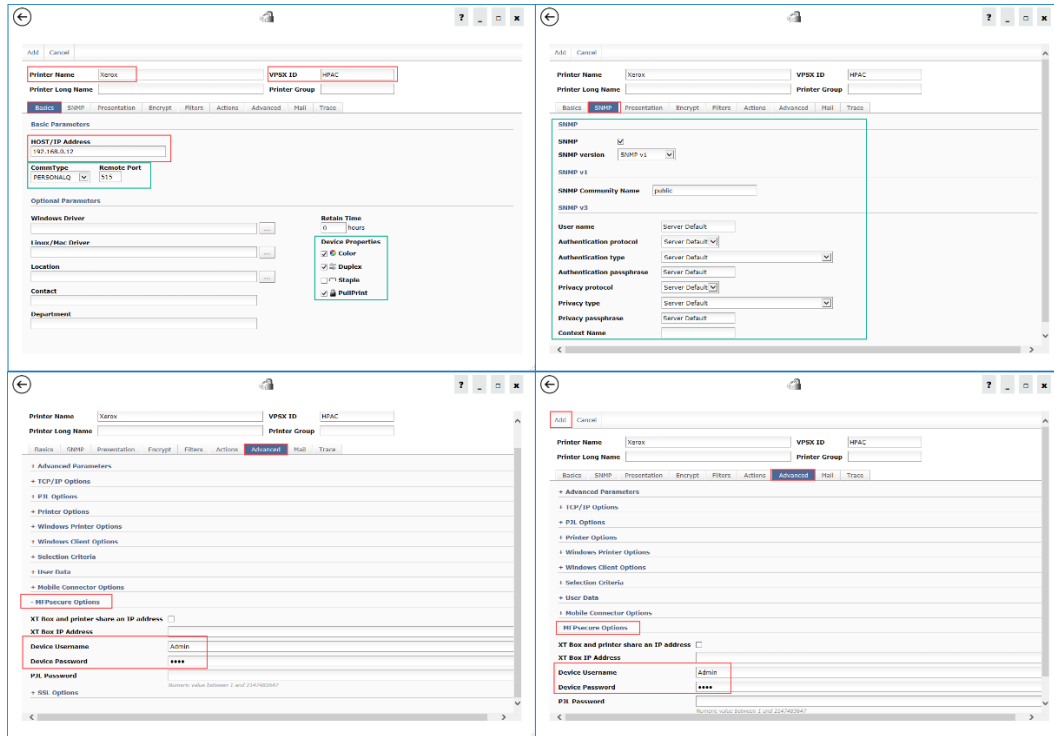 ? _ □ x
Add Cancel
Printer Name Xerox VPSX ID HPAC
Printer Long Name Printer Group
Basics SNMP Presentation Encrypt Filters Actions Advanced Mail Trace
Basic Parameters
HOST/IP Address
192.168.0.12
CommType Remote Port
PERSONALQ 515
Optional Parameters
Windows Driver Retain Time
... 0 hours
Linux/Mac Driver Device Properties
... Color
Location Duplex
... Staple
Contact PullPrint
Department
? _ □ x
Add Cancel
Printer Name Xerox VPSX ID HPAC
Printer Long Name Printer Group
Basics SNMP Presentation Encrypt Filters Actions Advanced Mail Trace
SNMP
SNMP
SNMP version SNMP v1
SNMP v1
SNMP Community Name public
SNMP v3
User name Server Default
Authentication protocol Server Default
Authentication type Server Default
Authentication passphrase Server Default
Privacy protocol Server Default
Privacy type Server Default
Privacy passphrase Server Default
Context Name
? _ □ x
Printer Name Xerox VPSX ID HPAC
Printer Long Name Printer Group
Basics SNMP Presentation Encrypt Filters Actions Advanced Mail Trace
+ Advanced Parameters
+ TCP/IP Options
+ PJL Options
+ Printer Options
+ Windows Printer Options
+ Windows Client Options
+ Selection Criteria
+ User Data
+ Mobile Connector Options
- MFPsecure Options
XT Box and printer share an IP address
XT Box IP Address
Device Username Admin
Device Password ••••
PJL Password
Numeric value between 1 and 2147483647
+ SSL Options
? _ □ x
Add Cancel
Printer Name Xerox VPSX ID HPAC
Printer Long Name Printer Group
Basics SNMP Presentation Encrypt Filters Actions Advanced Mail Trace
+ Advanced Parameters
+ TCP/IP Options
+ PJL Options
+ Printer Options
+ Windows Printer Options
+ Windows Client Options
+ Selection Criteria
+ User Data
+ Mobile Connector Options
MFPsecure Options
XT Box and printer share an IP address
XT Box IP Address
Device Username Admin
Device Password ••••
PJL Password
Numeric value between 1 and 2147483647